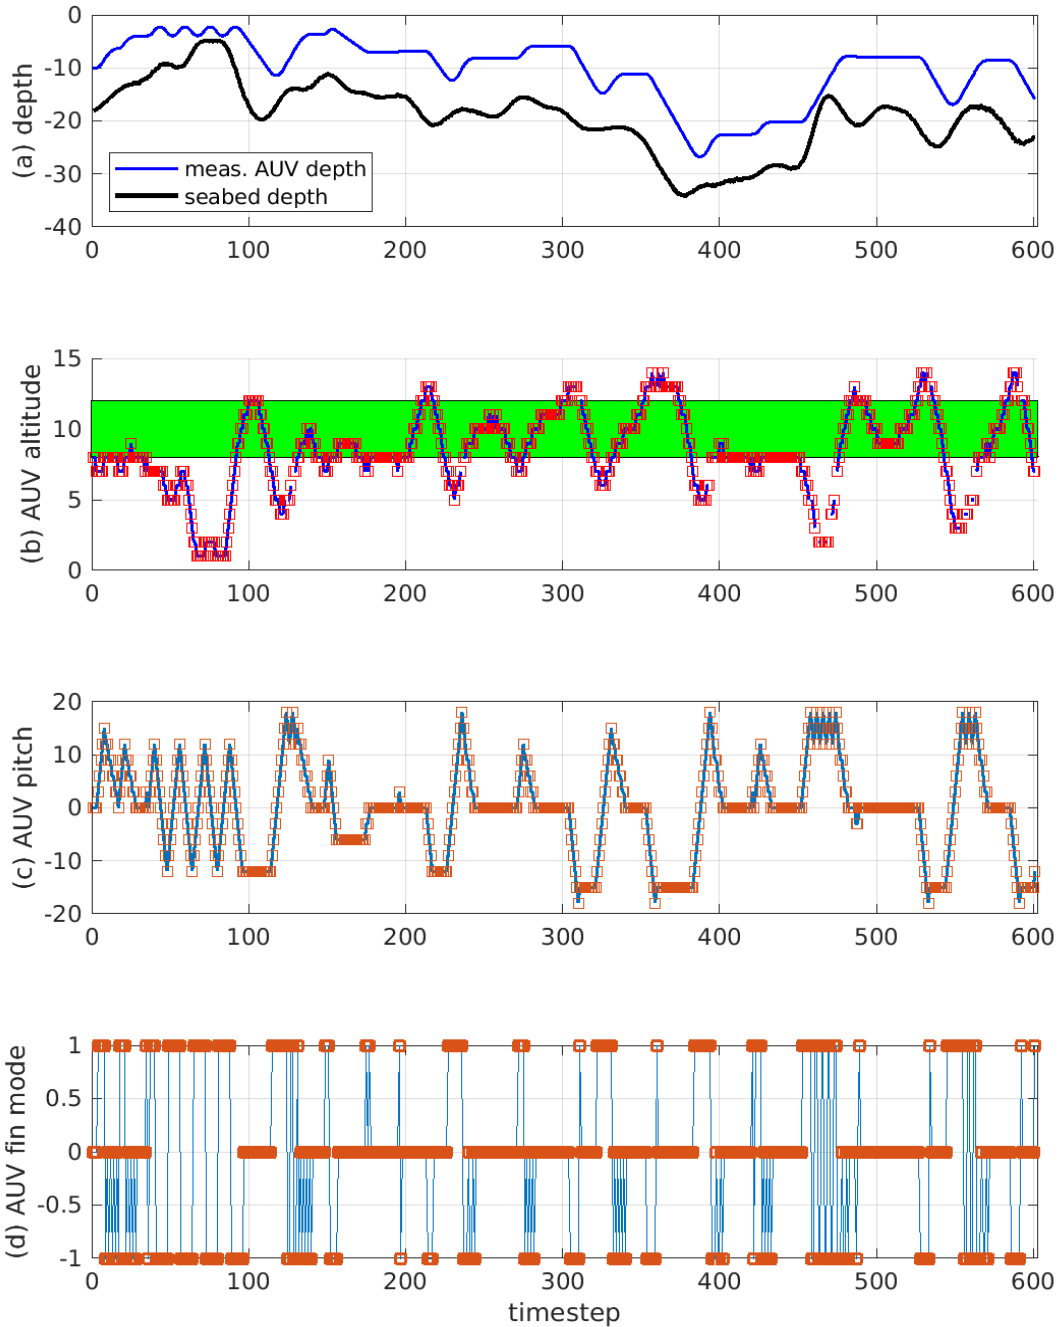 0
-10
-20
-30
-40
(a) depth
meas. AUV depth
seabed depth
0 100 200 300 400 500 600
15
10
5
0
(b) AUV altitude
0 100 200 300 400 500 600
20
10
0
-10
-20
(c) AUV pitch
0 100 200 300 400 500 600
1
0.5
0
-0.5
-1
(d) AUV fin mode
0 100 200 300 400 500 600
timestep